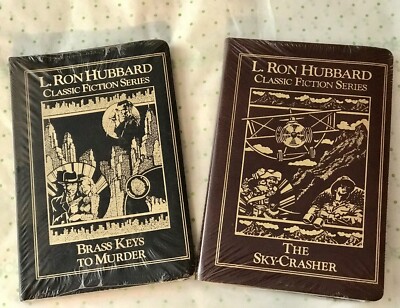 L. RON HUBBARD
CLASSIC FICTION SERIES
BRASS KEYS
TO MURDER
L. RON HUBBARD
CLASSIC FICTION SERIES
THE
SKY-CRASHER